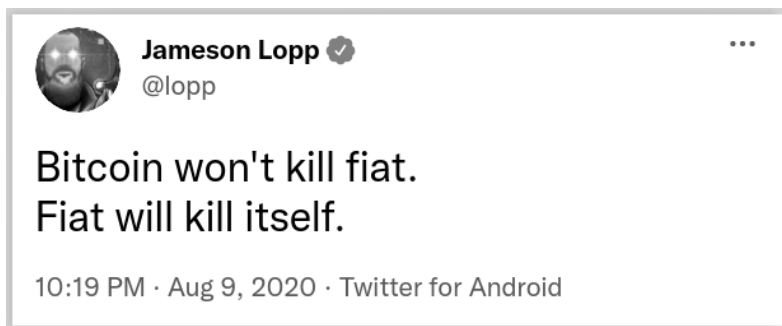 Jameson Lopp
@lopp
Bitcoin won't kill fiat.
Fiat will kill itself.
10:19 PM · Aug 9, 2020 · Twitter for Android